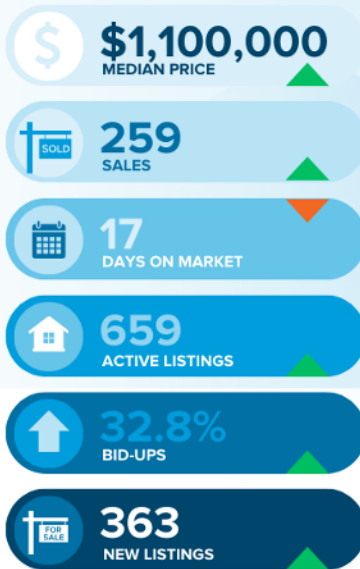 $
$1,100,000
MEDIAN PRICE
SOLD
259
SALES
17
DAYS ON MARKET
659
ACTIVE LISTINGS
32.8%
BID-UPS
FOR
SALE
363
NEW LISTINGS